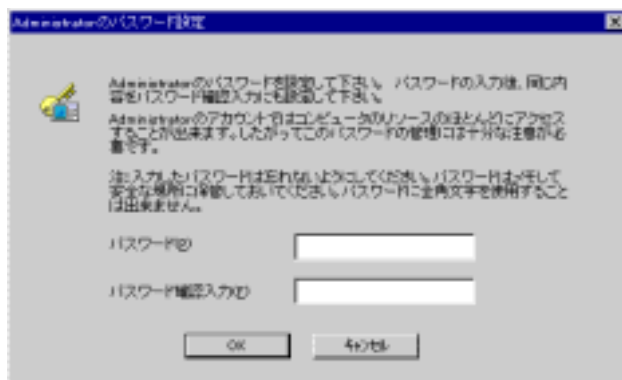 Administratorのパスワード設定
Administratorのパスワードを設定して下さい。 パスワードの入力後、同じ内
容をパスワード確認入力にも設定して下さい。
Administratorのアカウントではコンピュータのリソースのほとんどにアクセス
することが出来ます。したがってこのパスワードの管理には十分な注意が必
要です。
注:入力したパスワードは忘れないようにしてください。パスワードはメモして
安全な場所に保管しておいてください。パスワードに全角文字を使用すること
は出来ません。
パスワード(P)
パスワード確認入力
OK
キャンセル